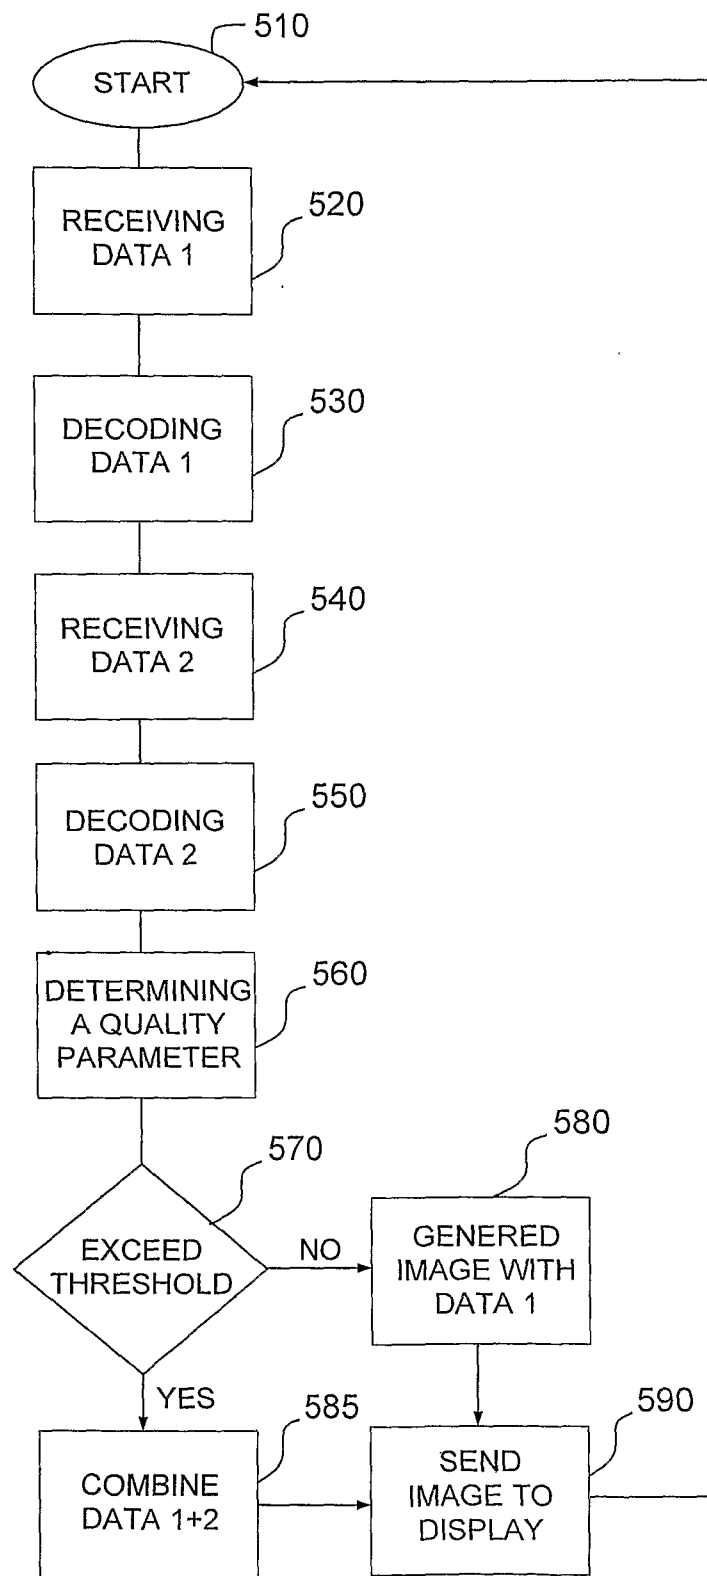 510
START
520
RECEIVING
DATA 1
530
DECODING
DATA 1
540
RECEIVING
DATA 2
550
DECODING
DATA 2
560
DETERMINING
A QUALITY
PARAMETER
570
EXCEED
THRESHOLD
NO
580
GENERED
IMAGE WITH
DATA 1
YES
585
COMBINE
DATA 1+2
590
SEND
IMAGE TO
DISPLAY